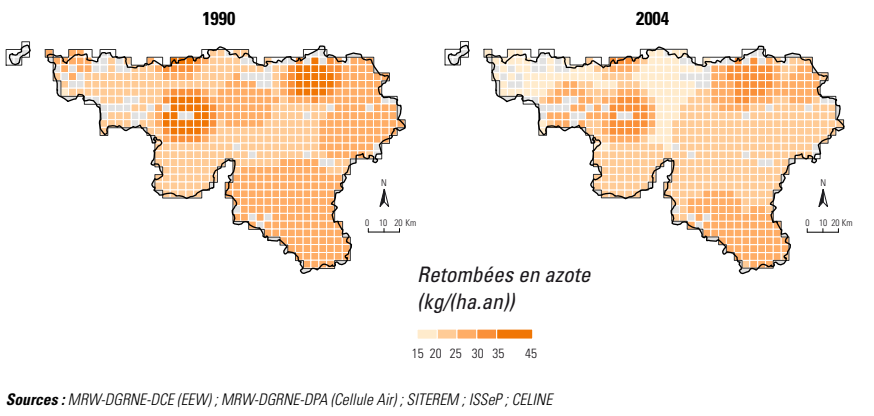 1990
2004
N
0 10 20 Km
N
0 10 20 Km
Retombées en azote
(kg/(ha.an))
15 20 25 30 35 45
Sources : MRW-DGRNE-DCE (EEW) ; MRW-DGRNE-DPA (Cellule Air) ; SITEREM ; ISSeP ; CELINE